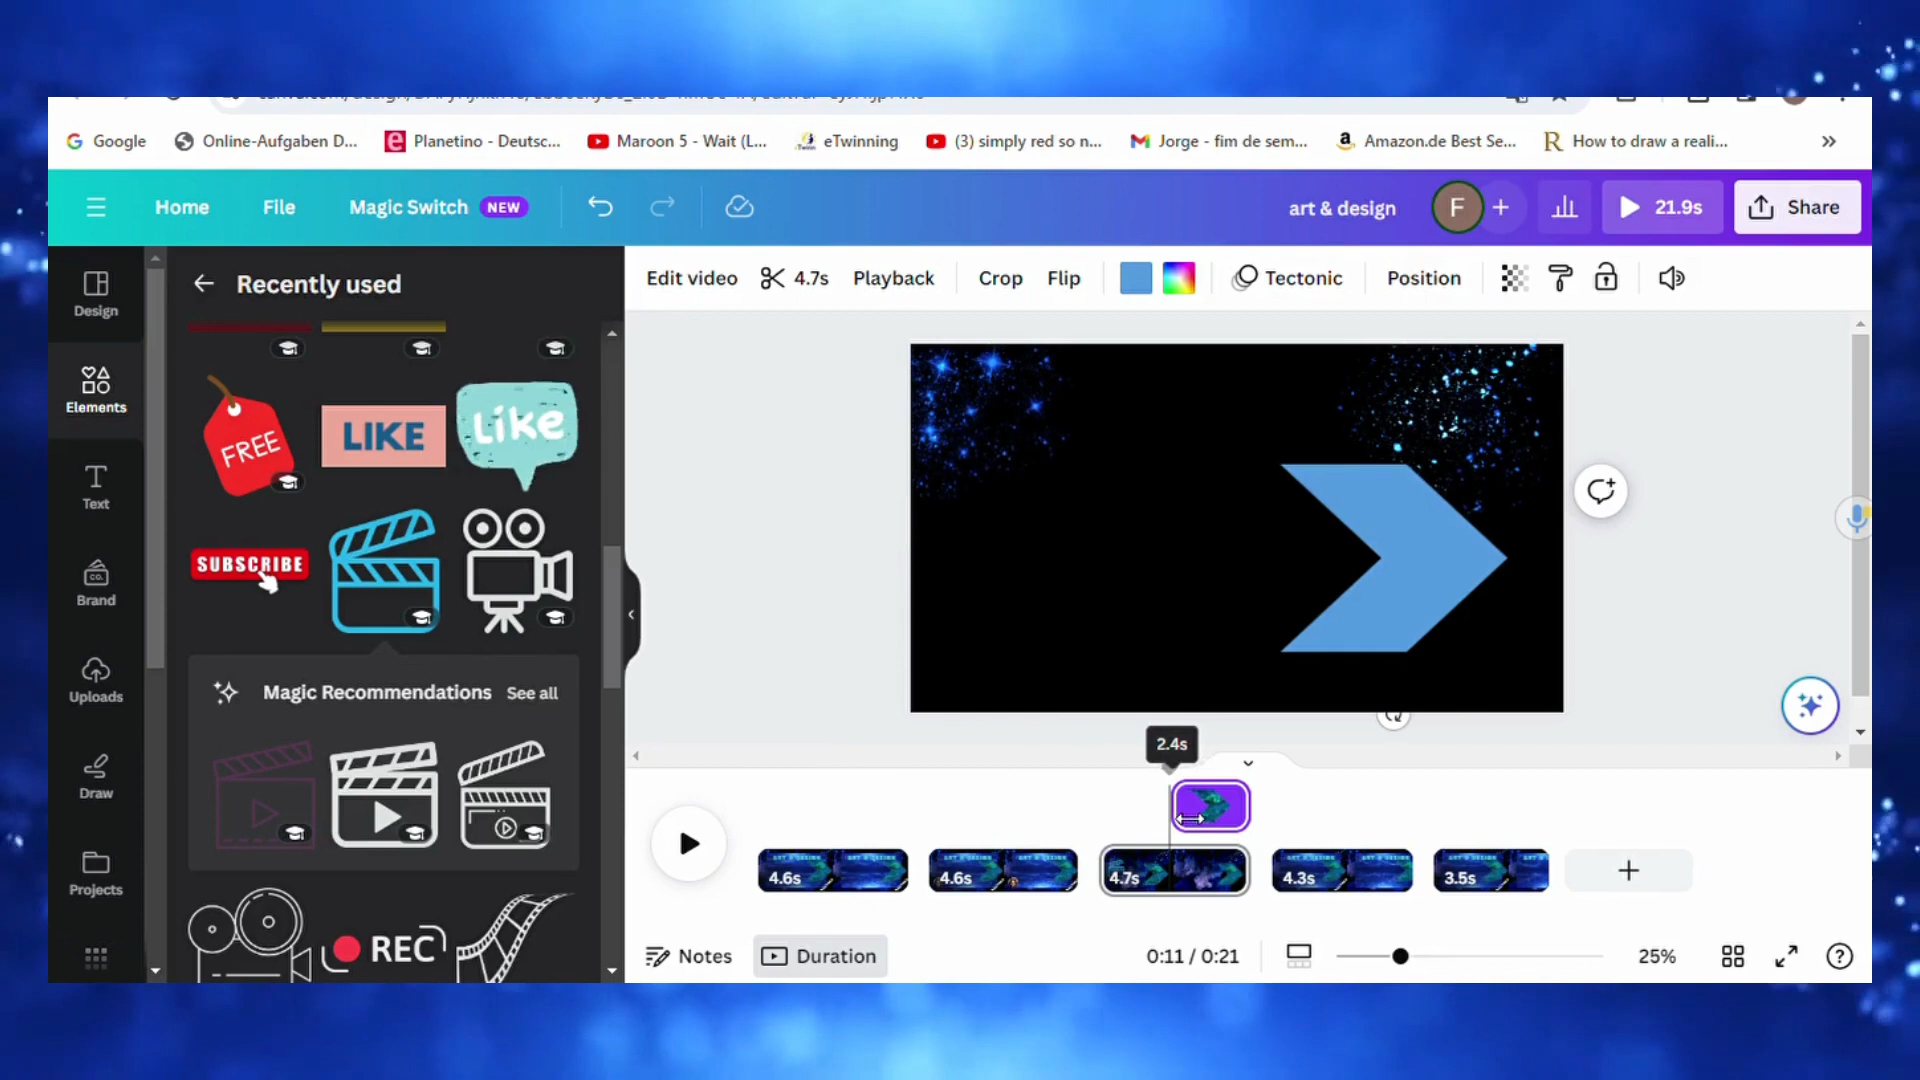 Google
Online-Aufgaben D...
Planetino - Deutsc...
Maroon 5 - Wait (L...
eTwinning
(3) simply red so n...
Jorge - fim de sem...
Amazon.de Best Se...
How to draw a reali...
»
Home
File
Magic Switch NEW
art & design
F
+
21.9s
Share
Design
Elements
Text
Brand
Uploads
Draw
Projects
Recently used
FREE
LIKE
Like
SUBSCRIBE
Magic Recommendations See all
REC
Edit video
4.7s
Playback
Crop
Flip
Tectonic
Position
2.4s
4.6s
4.6s
4.7s
4.3s
3.5s
+
Notes
Duration
0:11 / 0:21
25%
?